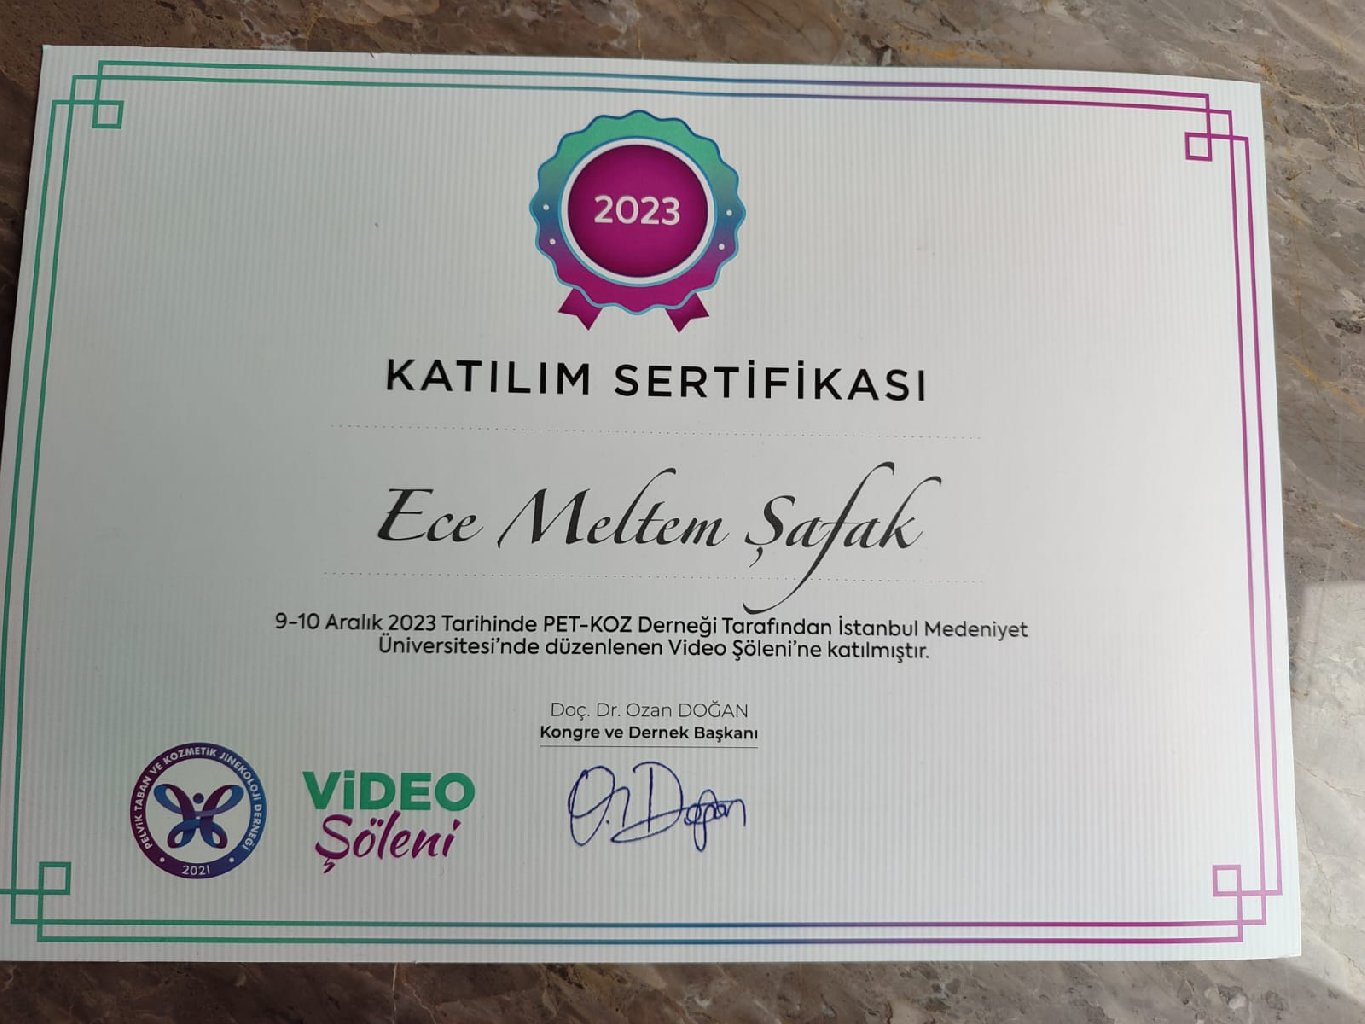 2023
KATILIM SERTİFİKASI
Ece Meltem Şafak
9-10 Aralık 2023 Tarihinde PET-KOZ Derneği Tarafından İstanbul Medeniyet
Üniversitesi’nde düzenlenen Video Şöleni’ne katılmıştır.
Doç. Dr. Ozan DOĞAN
Kongre ve Dernek Başkanı
PELVİK TABAN VE KOZMETİK JİNEKOLOJİ DERNEĞİ
2021
ViDEO
Şöleni
O. Doğan